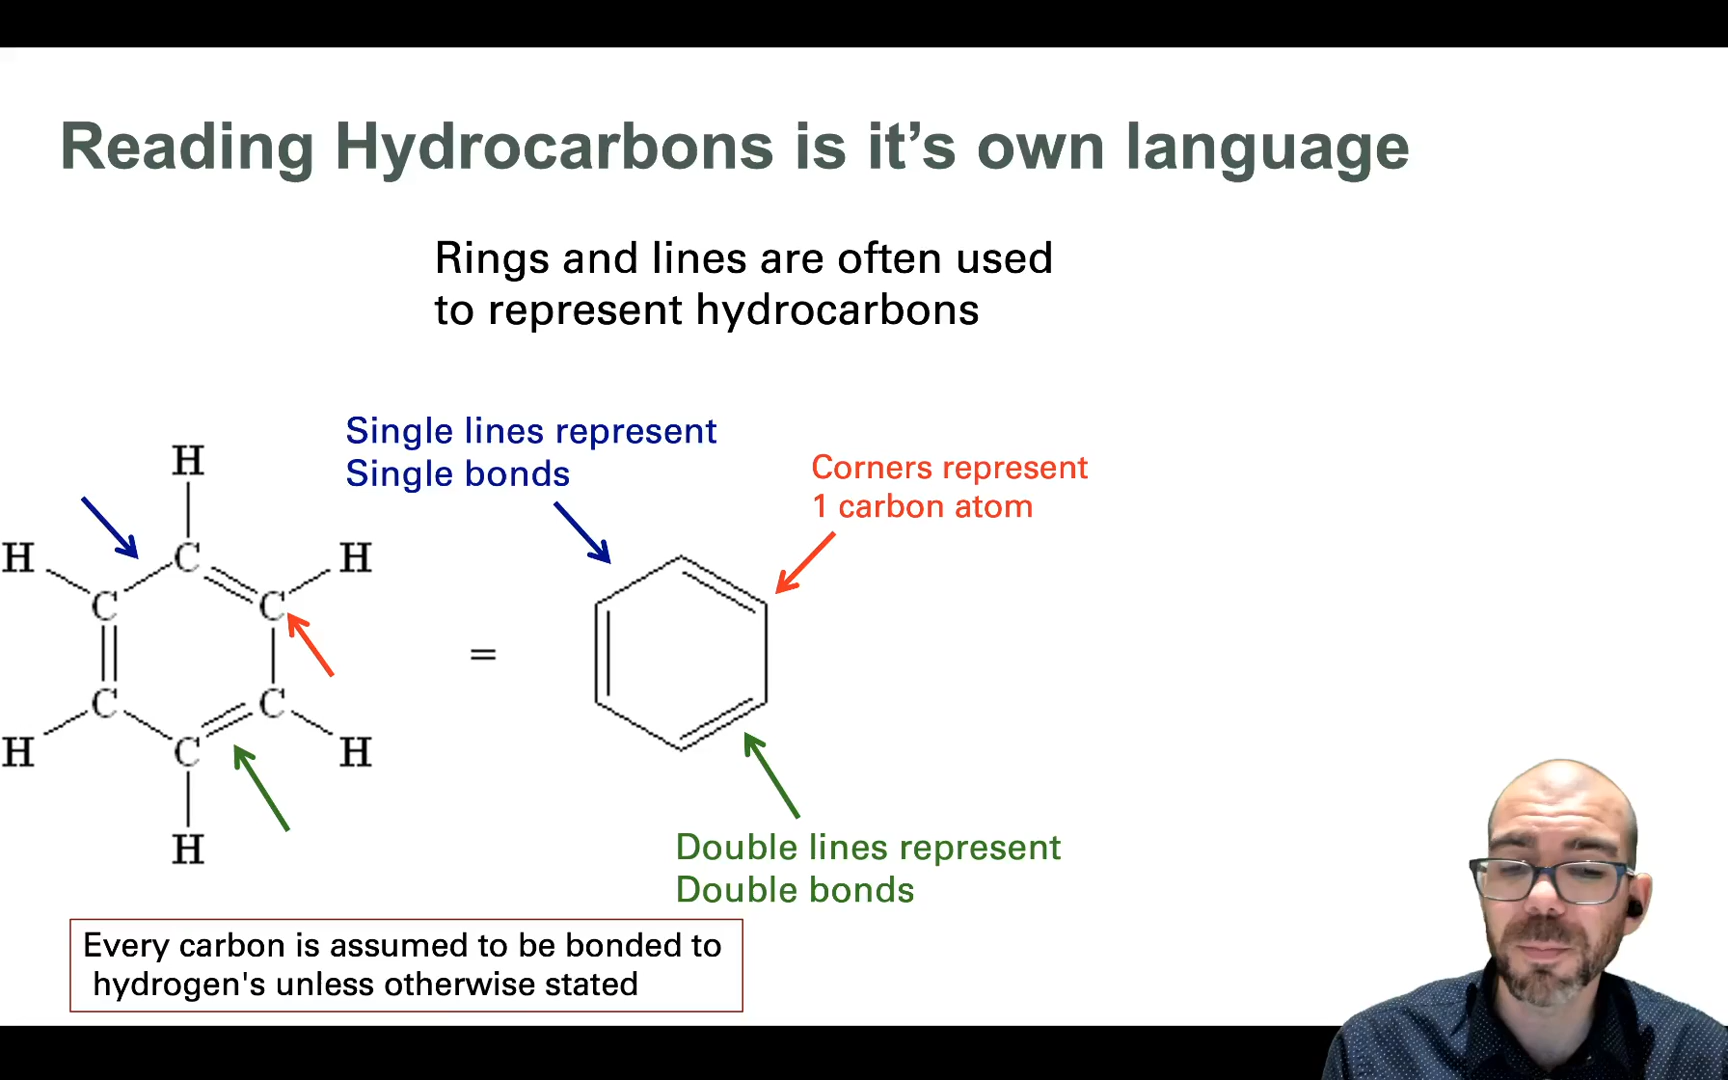 Reading Hydrocarbons is it’s own language
Rings and lines are often used
to represent hydrocarbons
Single lines represent
Single bonds
Corners represent
1 carbon atom
H
H
C
H
C
C
=
C
C
H
C
H
H
Double lines represent
Double bonds
Every carbon is assumed to be bonded to
hydrogen's unless otherwise stated